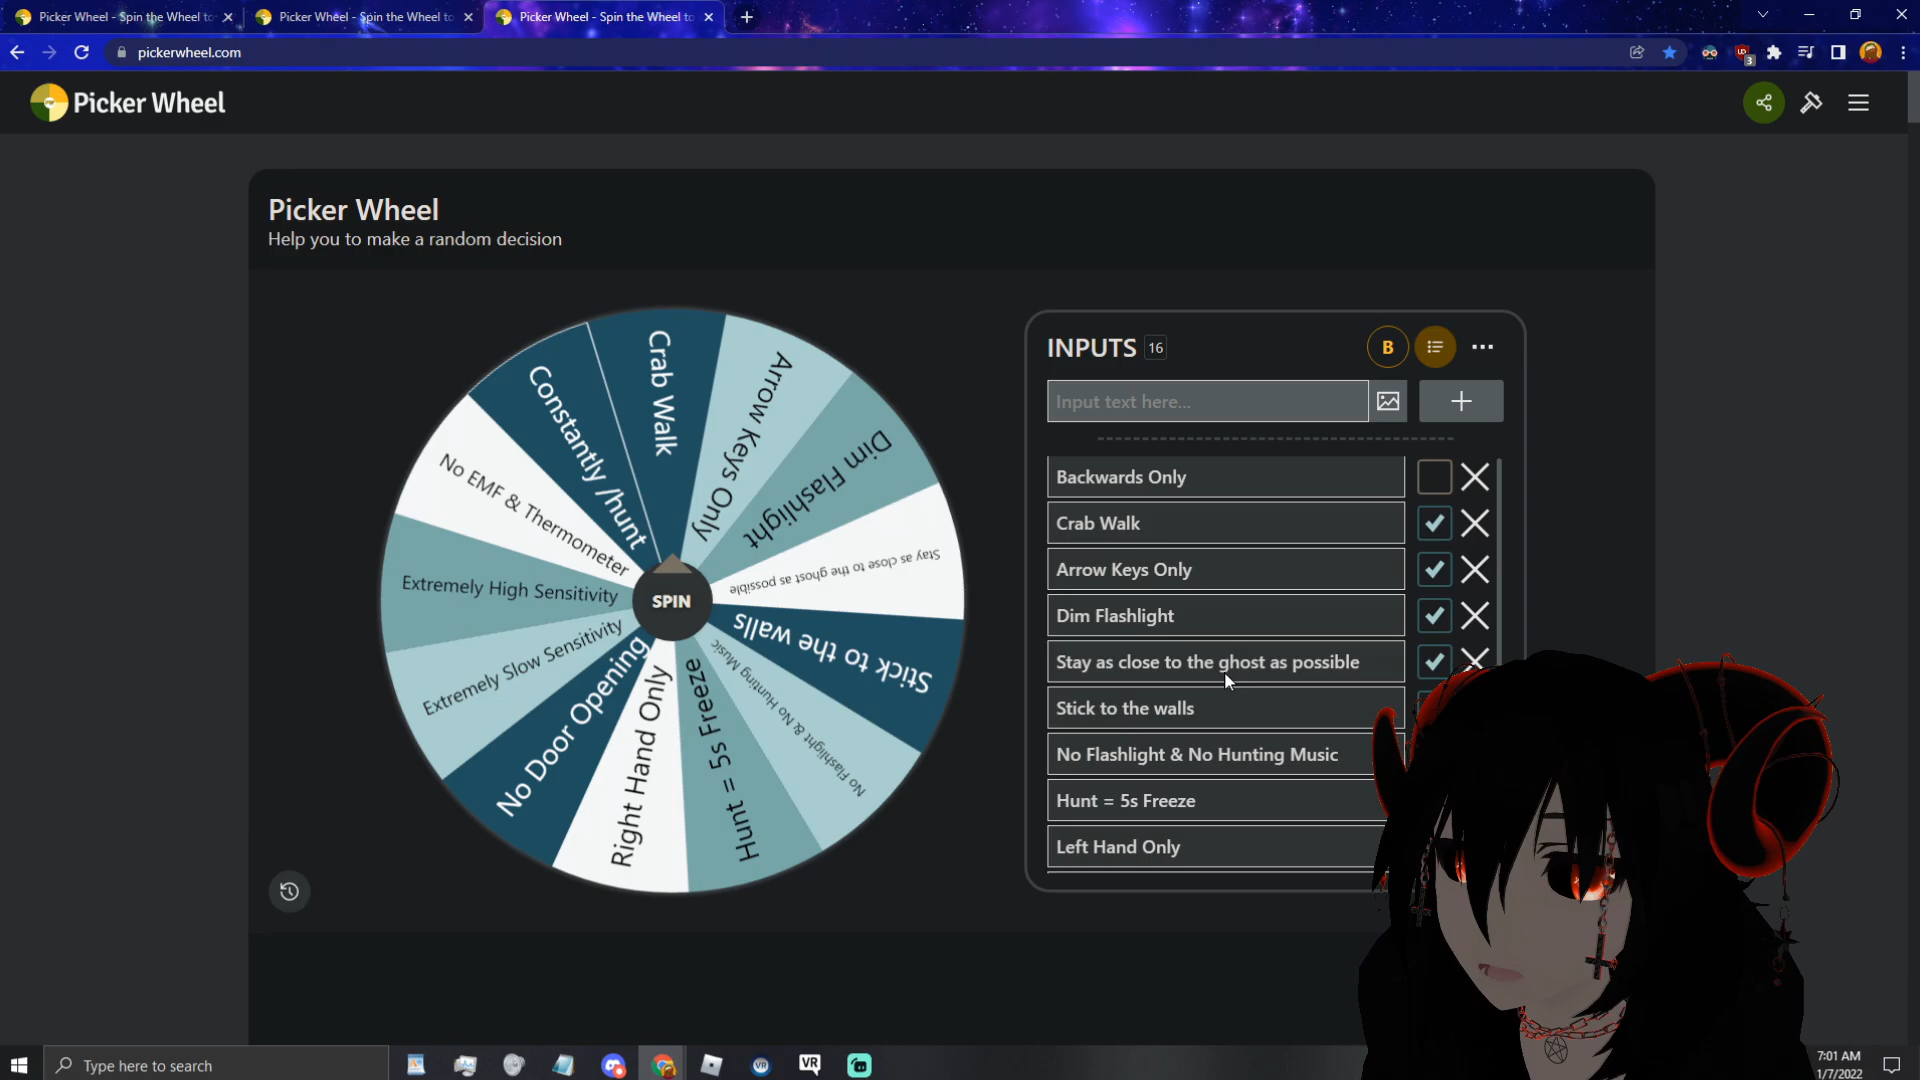 Picker Wheel - Spin the Wheel to
Picker Wheel - Spin the Wheel to
Picker Wheel - Spin the Wheel to
pickerwheel.com
3
Picker Wheel
Picker Wheel
Help you to make a random decision
Crab Walk
Arrow Keys Only
Dim Flashlight
Stay as close to the ghost as possible
Stick to the walls
No Flashlight & No Hunting Music
Hunt = 5s Freeze
Right Hand Only
No Door Opening
Extremely Slow Sensitivity
Extremely High Sensitivity
No EMF & Thermometer
Constantly /hunt
SPIN
INPUTS 16
B
Input text here...
Backwards Only
Crab Walk
Arrow Keys Only
Dim Flashlight
Stay as close to the ghost as possible
Stick to the walls
No Flashlight & No Hunting Music
Hunt = 5s Freeze
Left Hand Only
Type here to search
VR
VR
7:01 AM
1/7/2022